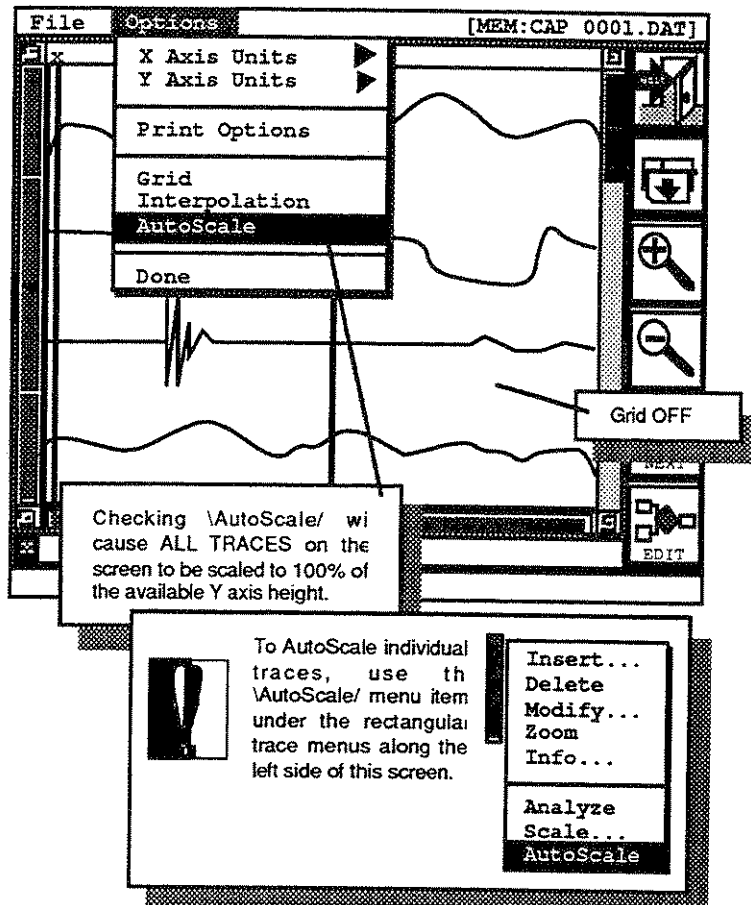 File Options [MEM:CAP 0001.DAT]
x
X Axis Units
Y Axis Units
Print Options
Grid
Interpolation
AutoScale
Done
Grid OFF
NEXT
EDIT
Checking \AutoScale/ wi
cause ALL TRACES on the
screen to be scaled to 100% of
the available Y axis height.
To AutoScale individual
traces, use th
\AutoScale/ menu item
under the rectangular
trace menus along the
left side of this screen.
Insert...
Delete
Modify...
Zoom
Info...
Analyze
Scale...
AutoScale